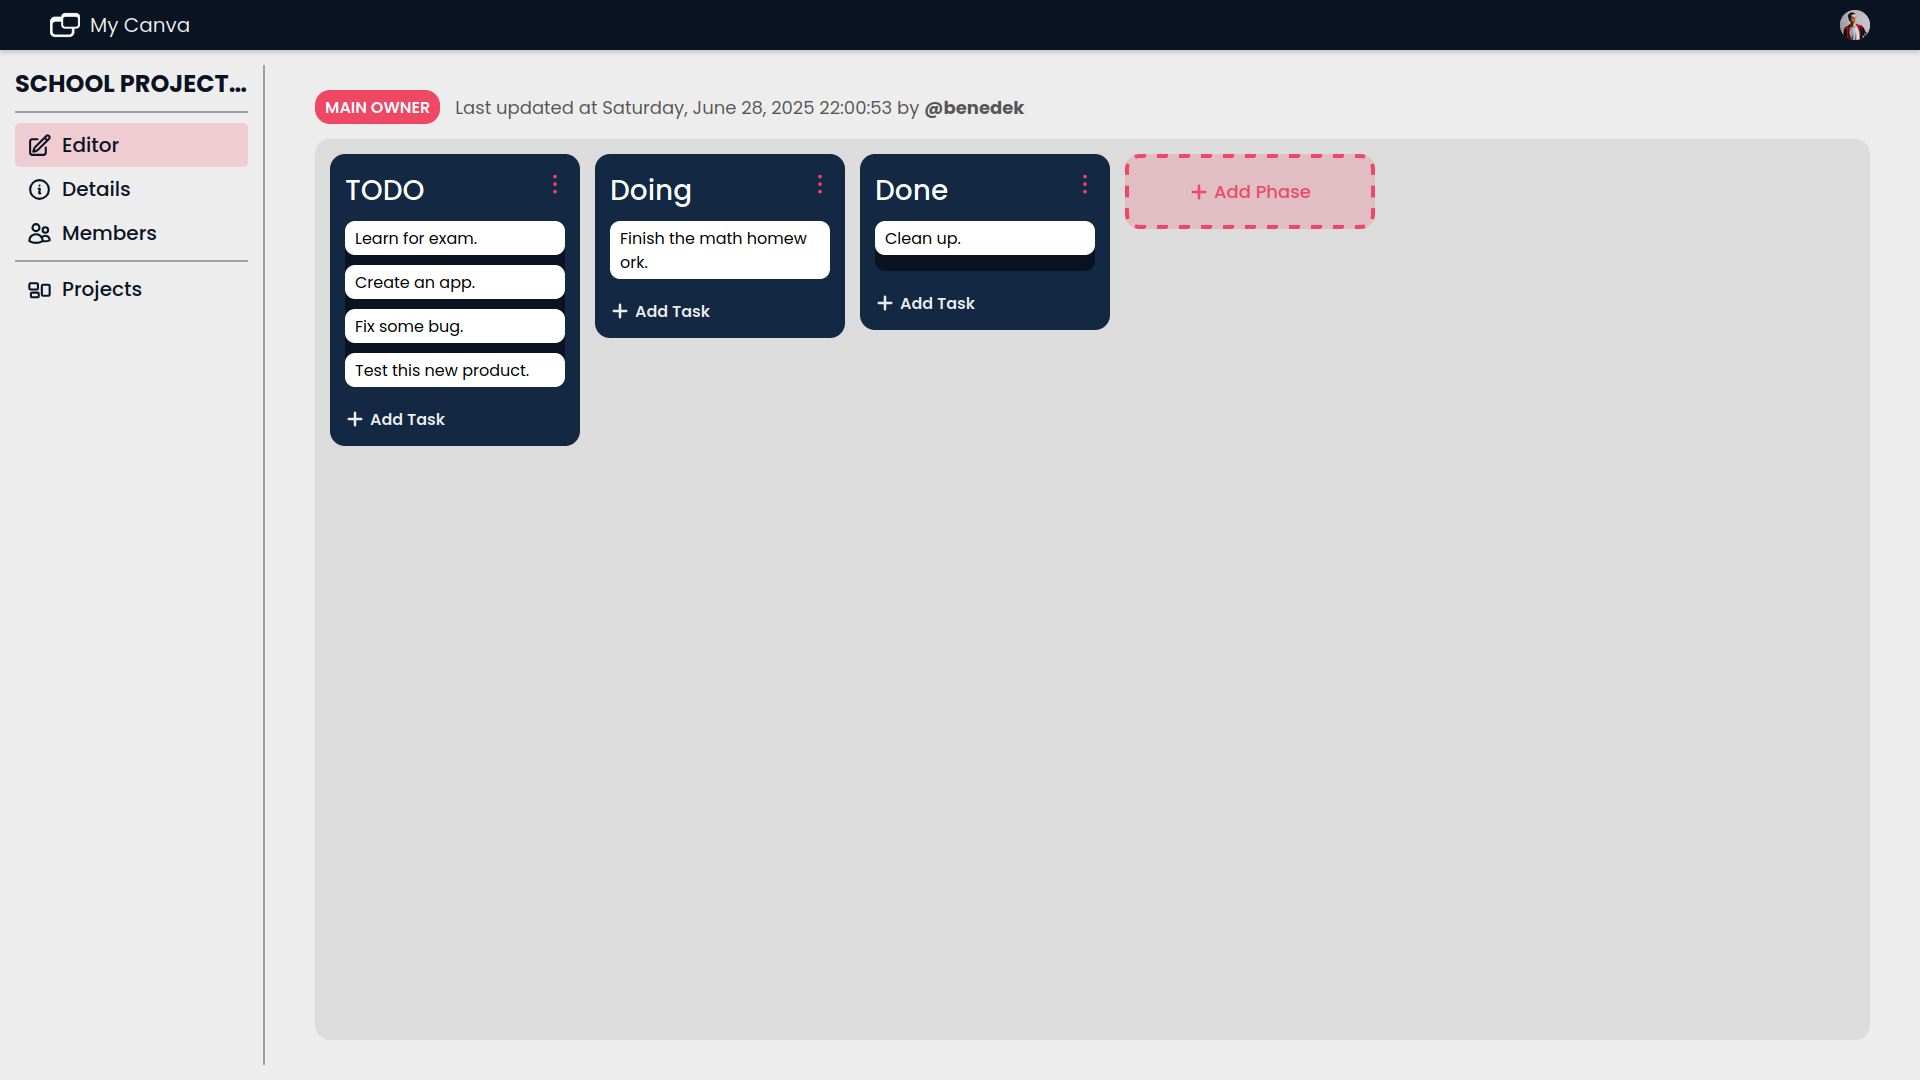 My Canva
SCHOOL PROJECT...
Editor
Details
Members
Projects
MAIN OWNER Last updated at Saturday, June 28, 2025 22:00:53 by @benedek
TODO
Learn for exam.
Create an app.
Fix some bug.
Test this new product.
+ Add Task
Doing
Finish the math homew
ork.
+ Add Task
Done
Clean up.
+ Add Task
+ Add Phase